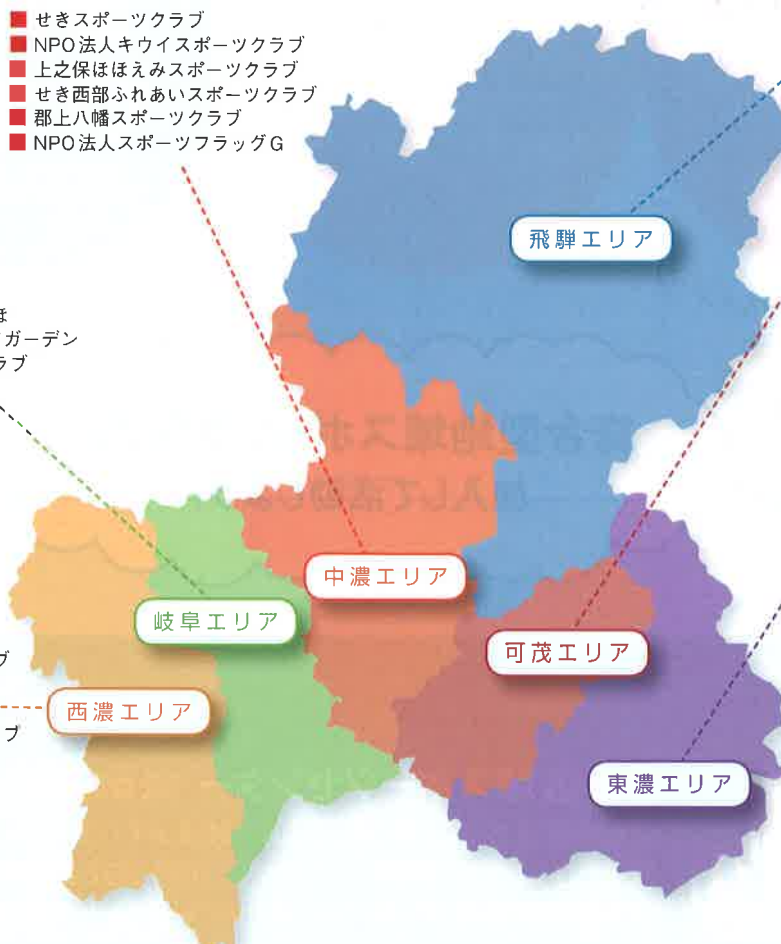 ■ せきスポーツクラブ
■ NPO法人キウイスポーツクラブ
■ 上之保ほほえみスポーツクラブ
■ せき西部ふれあいスポーツクラブ
■ 郡上八幡スポーツクラブ
■ NPO法人スポーツフラッグG
飛騨エリア
ほ
ガーデン
ラブ
中濃エリア
岐阜エリア
可茂エリア
ブ
西濃エリア
プ
東濃エリア